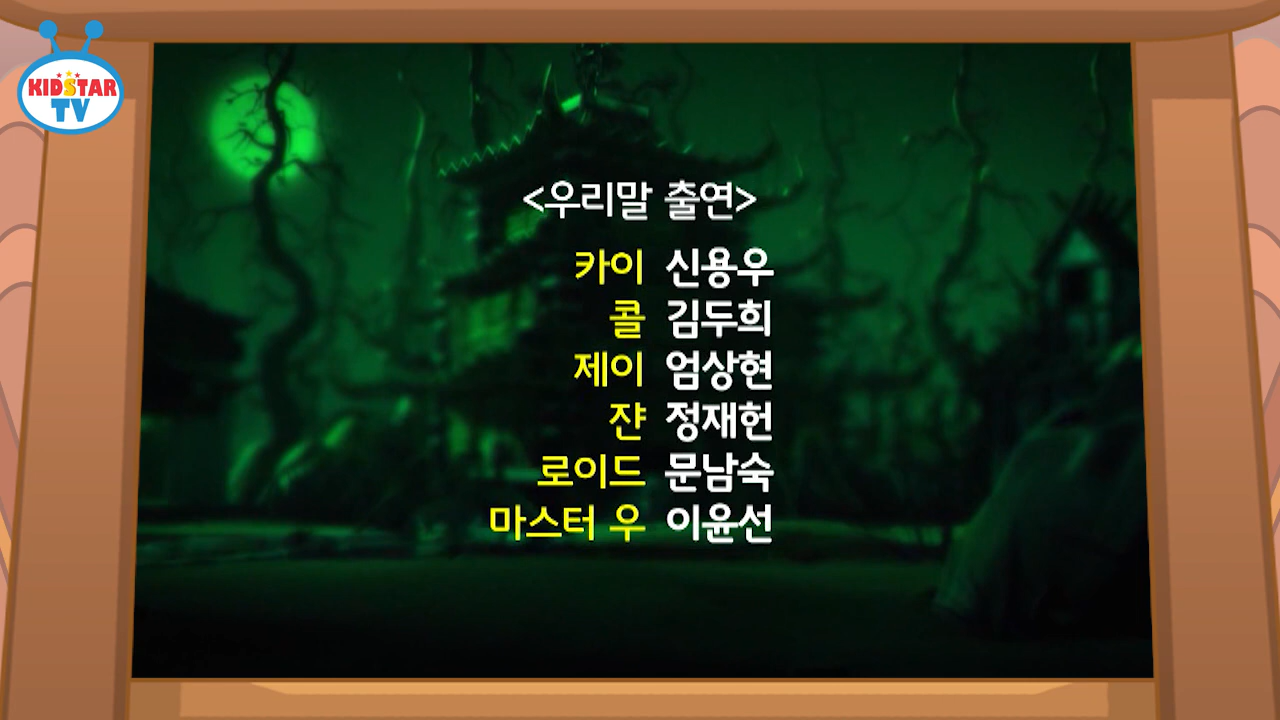 KIDSTAR
TV
<우리말 출연>
카이 신용우
콜 김두희
제이 엄상현
쟌 정재헌
로이드 문남숙
마스터 우 이윤선